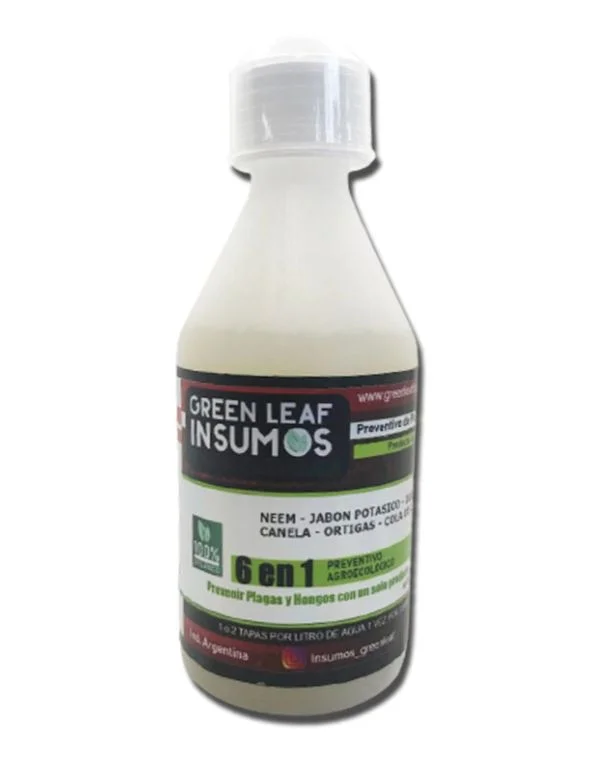 www.
GREEN LEAF
INSUMOS
Preventivo de
NEEM - JABON POTASICO -
CANELA - ORTIGAS - COLA DE
100%
6 en 1
PREVENTIVO
AGROECOLOGICO
Prevenir Plagas y Hongos con un solo
1 o 2 TAPAS POR LITRO DE AGUA 1 VEZ POR
Ind. Argentina
insumos_greenleaf